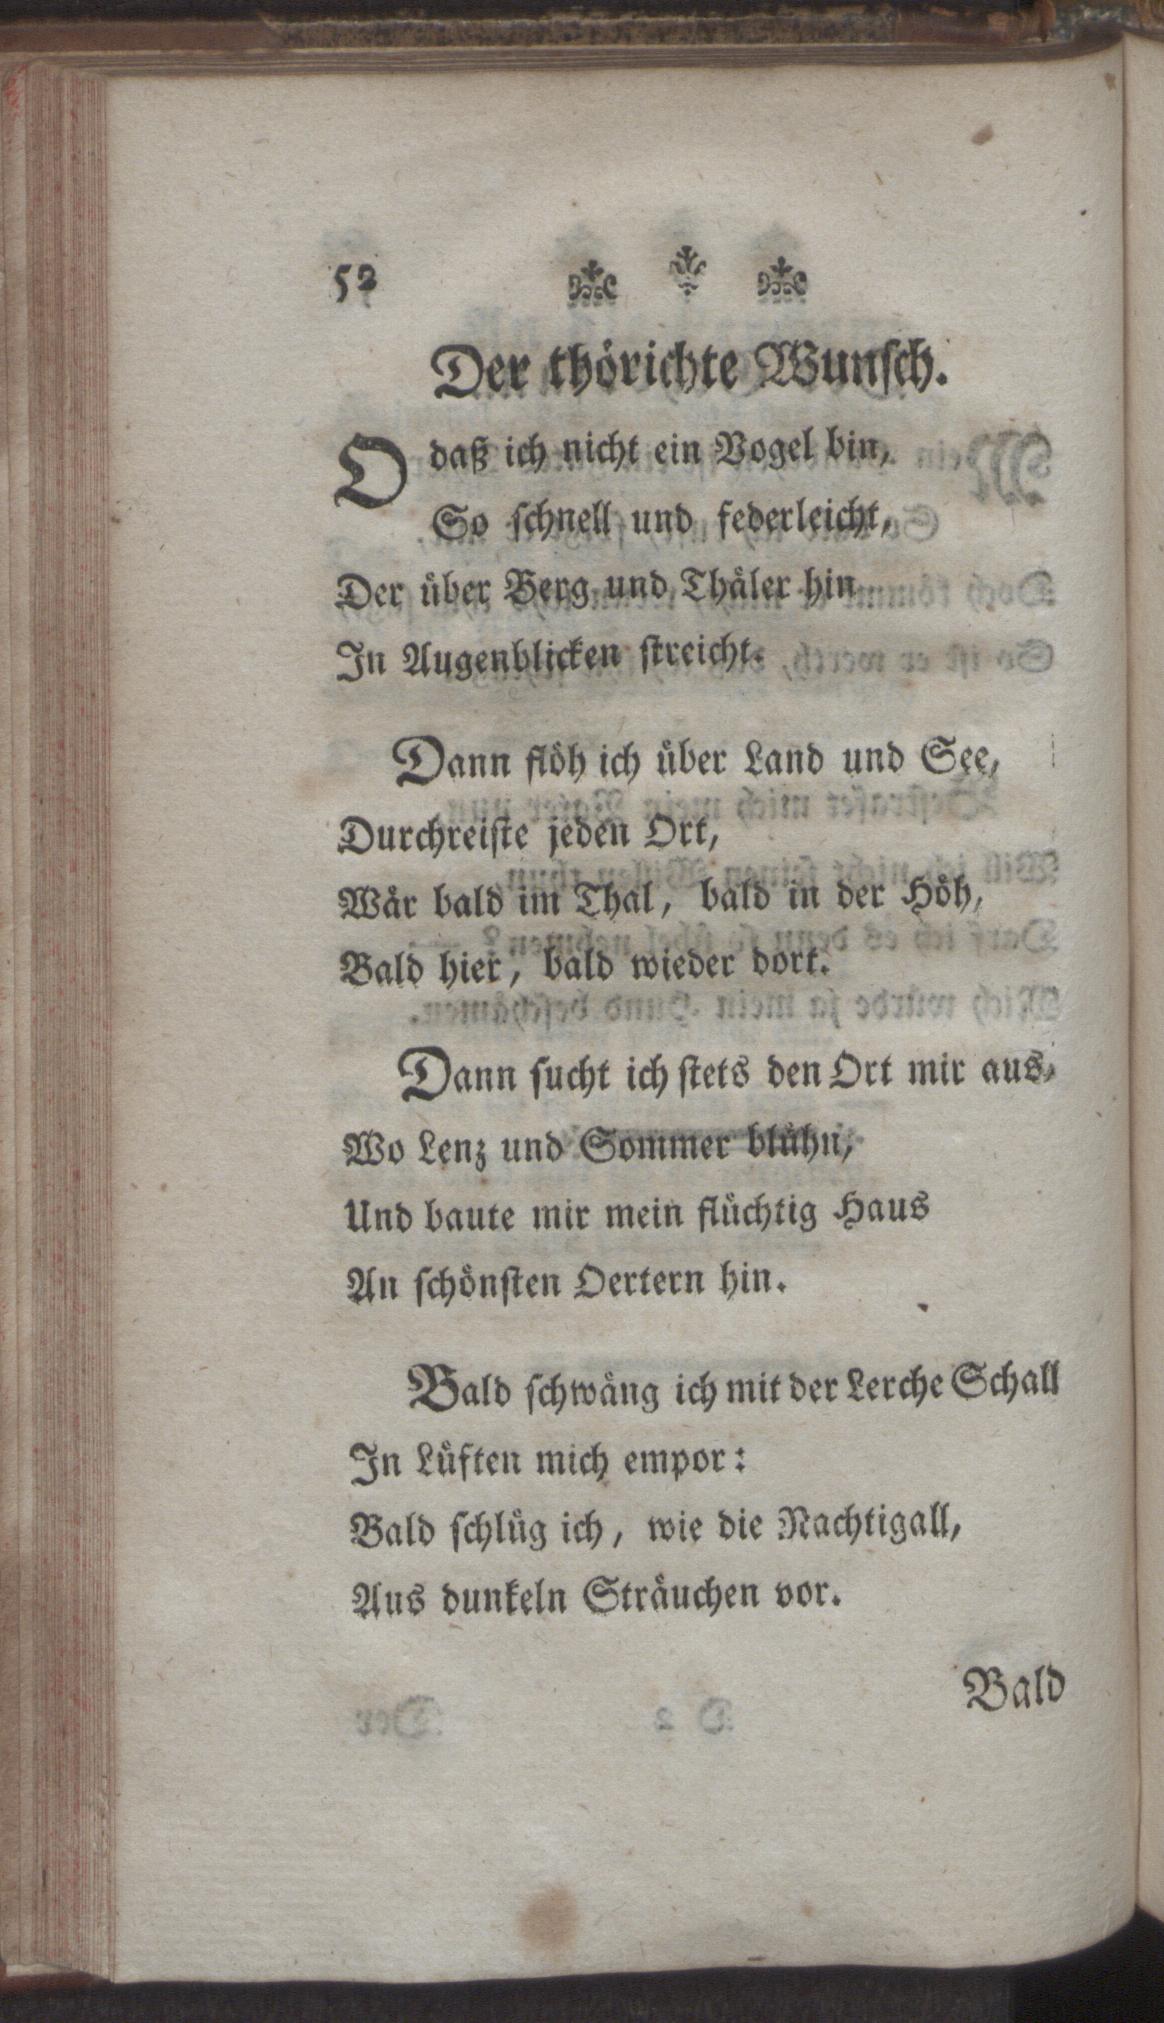 52
Der thörichte Wunsch.
O daß ich nicht ein Vogel bin,
So ſchnell und federleicht,
Der über Berg und Thäler hin
In Augenblicken ſtreicht.
Dann flöh ich über Land und See,
Durchreiſte jeden Ort,
Wär bald im Thal, bald in der Höh,
Bald hier, bald wieder dort.
Dann ſucht ich ſtets den Ort mir aus,
Wo Lenz und Sommer blühn,
Und baute mir mein flüchtig Haus
An ſchönſten Oertern hin.
Bald ſchwäng ich mit der Lerche Schall
In Lüften mich empor:
Bald ſchlüg ich, wie die Nachtigall,
Aus dunkeln Sträuchen vor.
Bald